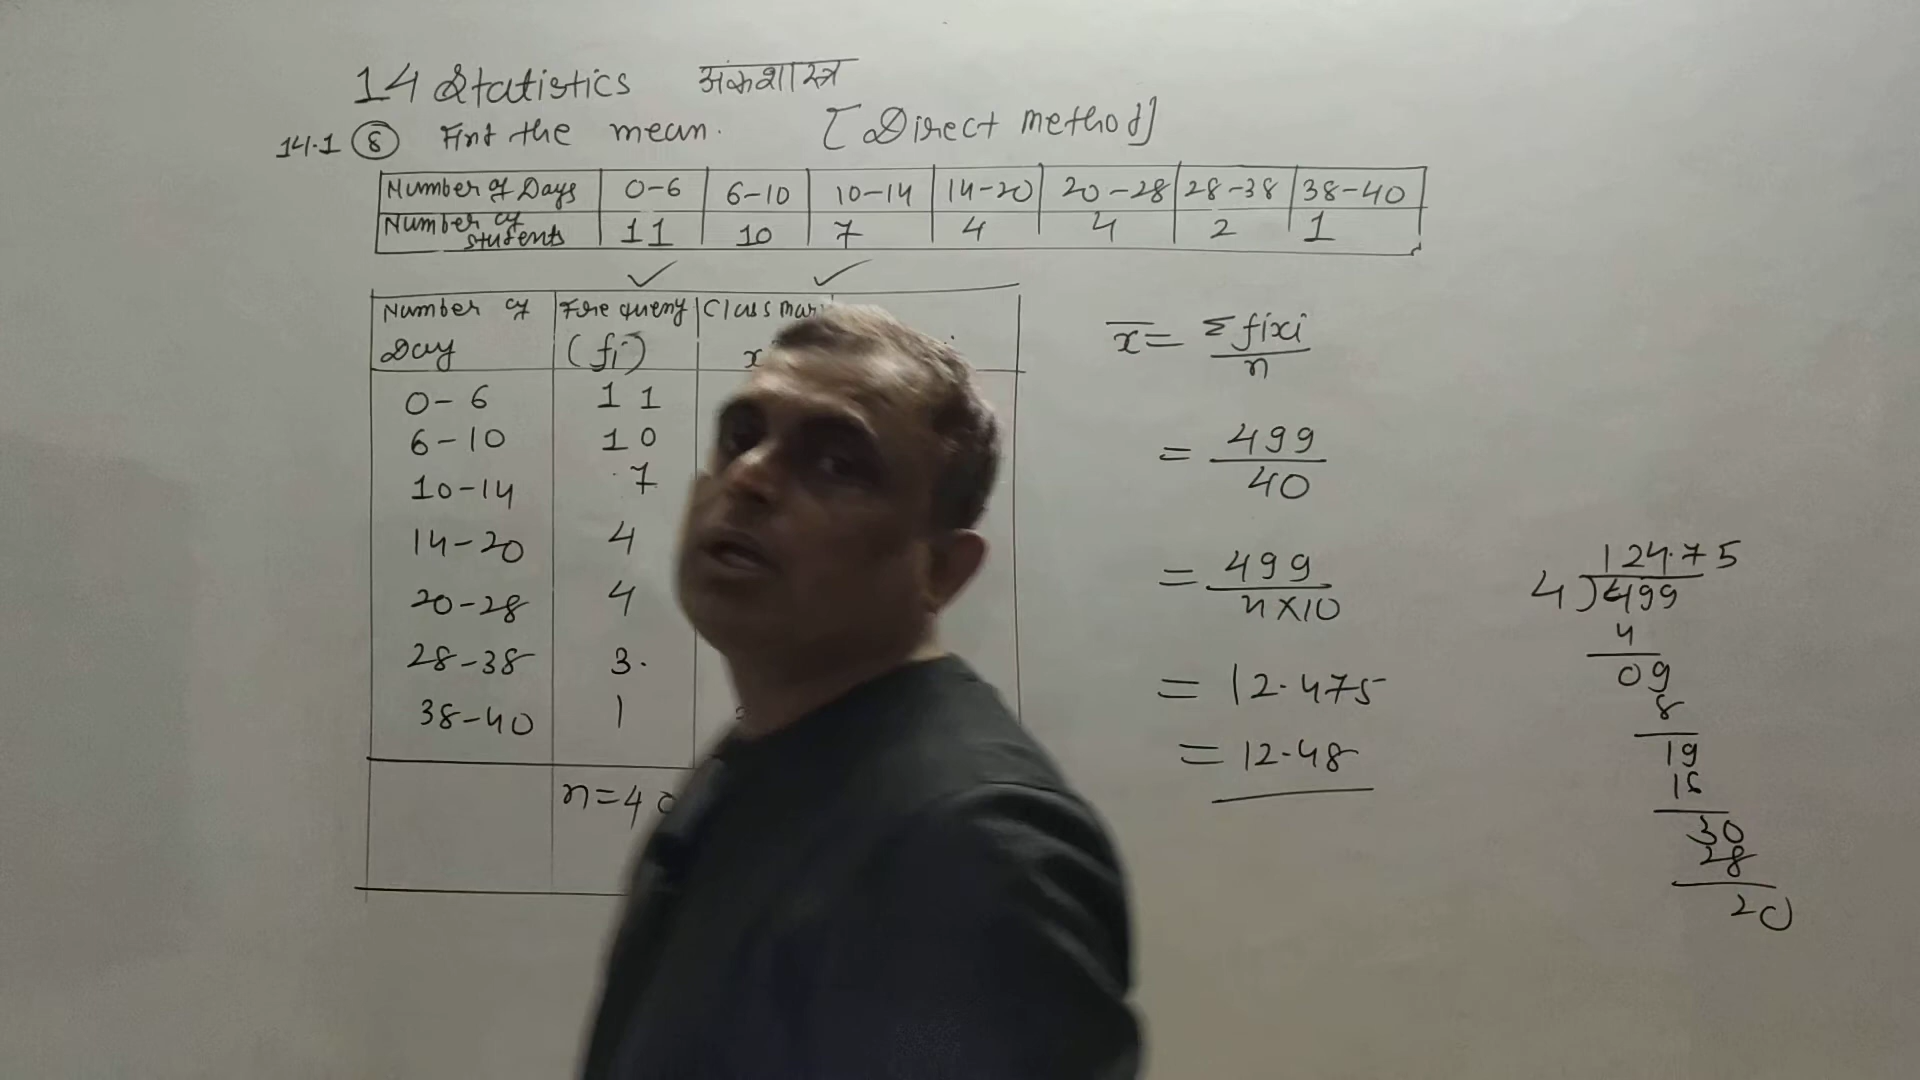 14 Statistics अंकशास्त्र
14.1 (8) Find the mean. [Direct method]
Number of Days 0-6 6-10 10-14 14-20 20-28 28-38 38-40
Number of students 11 10 7 4 4 2 1
Number of Day Frequeny (fi) Class mar x
0-6 11
6-10 10
10-14 7
14-20 4
20-28 4
28-38 3.
38-40 1
n=40
x̄ = Σfixi / n
= 499 / 40
= 499 / 4×10
= 12.475
= 12.48
124.75
4)499
4
09
8
19
16
30
28
20